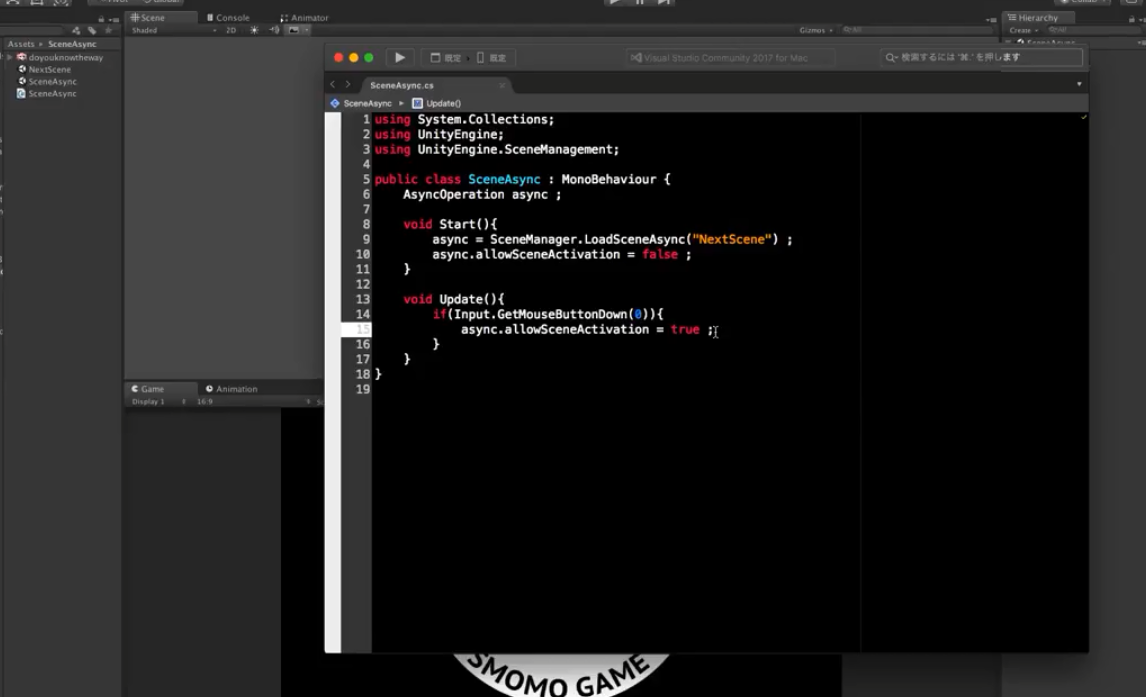 Scene
Console
Animator
Shaded
2D
Gizmos
Hierarchy
Create
Assets ▸ SceneAsync
doyouknowtheway
NextScene
SceneAsync
SceneAsync
既定 › 既定
Visual Studio Community 2017 for Mac
検索するには '⌘.' を押します
SceneAsync.cs
SceneAsync ▸ Update()
1 using System.Collections;
2 using UnityEngine;
3 using UnityEngine.SceneManagement;
4
5 public class SceneAsync : MonoBehaviour {
6 AsyncOperation async ;
7
8 void Start(){
9 async = SceneManager.LoadSceneAsync("NextScene") ;
10 async.allowSceneActivation = false ;
11 }
12
13 void Update(){
14 if(Input.GetMouseButtonDown(0)){
15 async.allowSceneActivation = true ;
16 }
17 }
18 }
19
Game
Animation
Display 1
16:9
SMOMO GAME